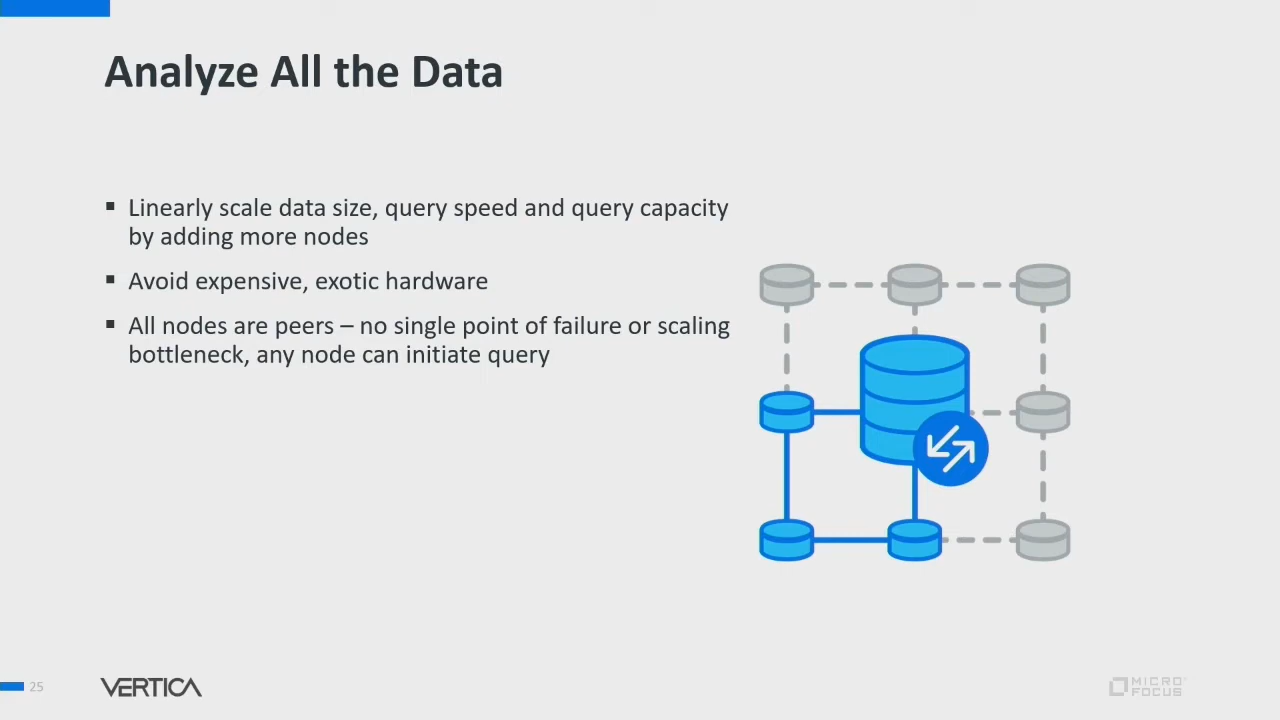 Analyze All the Data
▪ Linearly scale data size, query speed and query capacity
by adding more nodes
▪ Avoid expensive, exotic hardware
▪ All nodes are peers – no single point of failure or scaling
bottleneck, any node can initiate query
25
VERTICA
MICRO
FOCUS